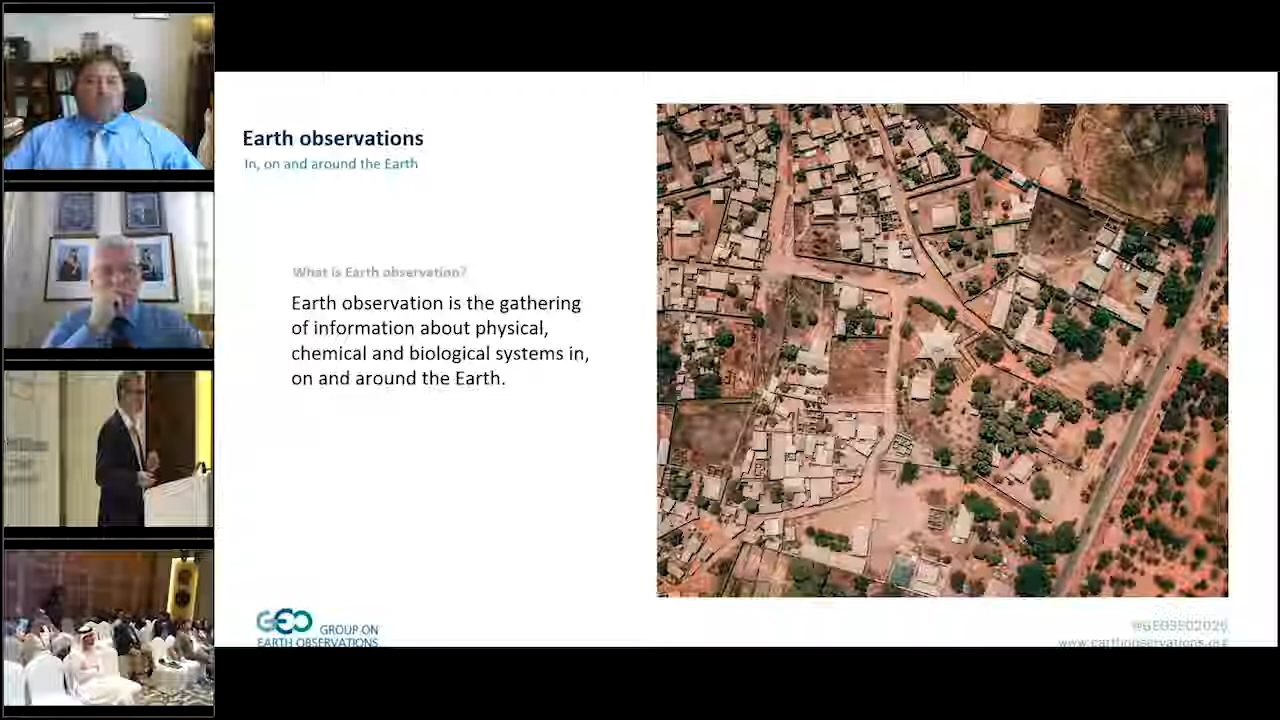 Earth observations
In, on and around the Earth
What is Earth observation?
Earth observation is the gathering
of information about physical,
chemical and biological systems in,
on and around the Earth.
GEO GROUP ON
EARTH OBSERVATIONS
@GEOSEC2025
www.earthobservations.org